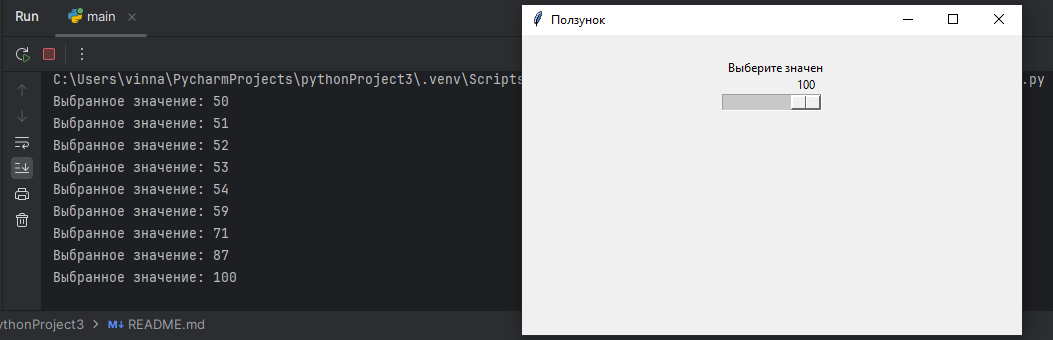 Run main
C:\Users\vinna\PycharmProjects\pythonProject3\.venv\Scripts .py
Выбранное значение: 50
Выбранное значение: 51
Выбранное значение: 52
Выбранное значение: 53
Выбранное значение: 54
Выбранное значение: 59
Выбранное значение: 71
Выбранное значение: 87
Выбранное значение: 100
ythonProject3 > M↓ README.md
Ползунок
Выберите значен
100